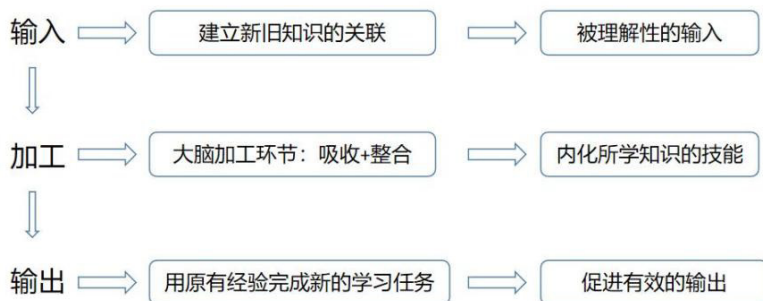 输入
建立新旧知识的关联
被理解性的输入
加工
大脑加工环节：吸收+整合
内化所学知识的技能
输出
用原有经验完成新的学习任务
促进有效的输出